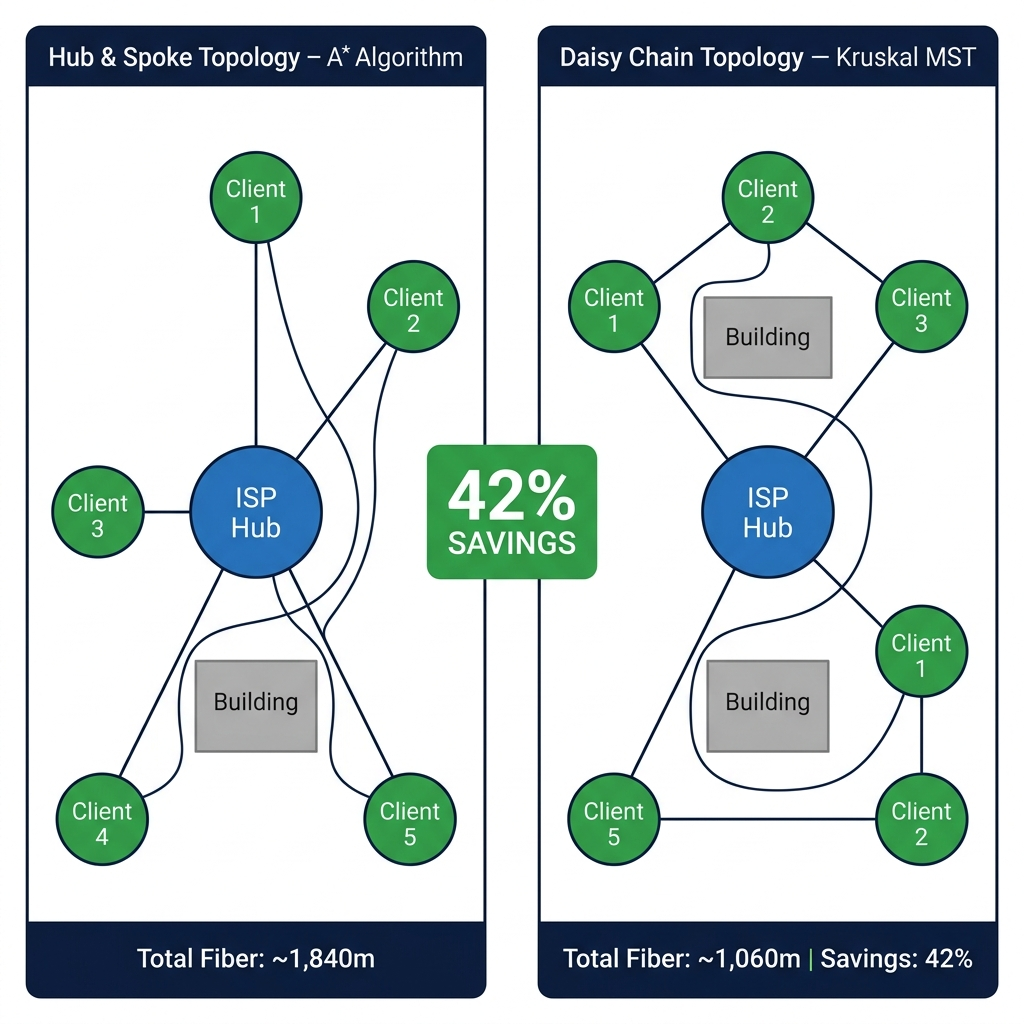 Hub & Spoke Topology – A* Algorithm
Client
1
Client
2
Client
3
ISP
Hub
Building
Client
4
Client
5
Total Fiber: ~1,840m
42%
SAVINGS
Daisy Chain Topology — Kruskal MST
Client
2
Client
1
Client
3
Building
ISP
Hub
Client
1
Building
Client
5
Client
2
Total Fiber: ~1,060m | Savings: 42%